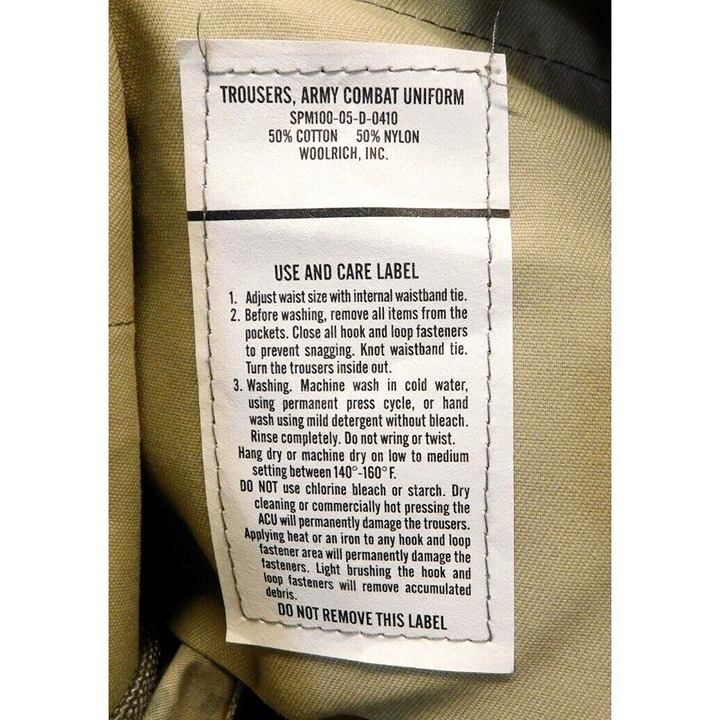 TROUSERS, ARMY COMBAT UNIFORM
SPM100-05-D-0410
50% COTTON 50% NYLON
WOOLRICH, INC.
USE AND CARE LABEL
1. Adjust waist size with internal waistband tie.
2. Before washing, remove all items from the
pockets. Close all hook and loop fasteners
to prevent snagging. Knot waistband tie.
Turn the trousers inside out.
3. Washing. Machine wash in cold water,
using permanent press cycle, or hand
wash using mild detergent without bleach.
Rinse completely. Do not wring or twist.
Hang dry or machine dry on low to medium
setting between 140°-160° F.
DO NOT use chlorine bleach or starch. Dry
cleaning or commercially hot pressing the
ACU will permanently damage the trousers.
Applying heat or an iron to any hook and loop
fastener area will permanently damage the
fasteners. Light brushing the hook and
loop fasteners will remove accumulated
debris.
DO NOT REMOVE THIS LABEL